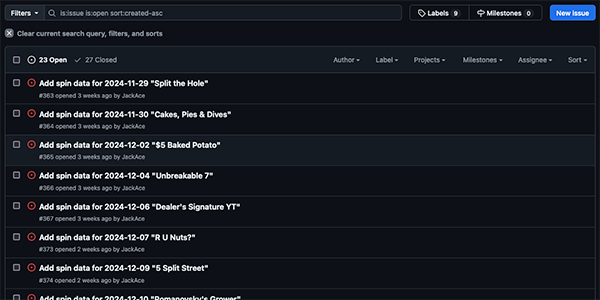 Filters
is:issue is:open sort:created-asc
Labels 9
Milestones 0
New issue
Clear current search query, filters, and sorts
23 Open 27 Closed Author Label Projects Milestones Assignee Sort
Add spin data for 2024-11-29 "Split the Hole"
#363 opened 3 weeks ago by JackAce
Add spin data for 2024-11-30 "Cakes, Pies & Dives"
#364 opened 3 weeks ago by JackAce
Add spin data for 2024-12-02 "$5 Baked Potato"
#365 opened 3 weeks ago by JackAce
Add spin data for 2024-12-04 "Unbreakable 7"
#366 opened 3 weeks ago by JackAce
Add spin data for 2024-12-06 "Dealer's Signature YT"
#367 opened 3 weeks ago by JackAce
Add spin data for 2024-12-07 "R U Nuts?"
#373 opened 2 weeks ago by JackAce
Add spin data for 2024-12-09 "5 Split Street"
#374 opened 2 weeks ago by JackAce
Add spin data for 2024-12-10 "Romanovsky's Grower"